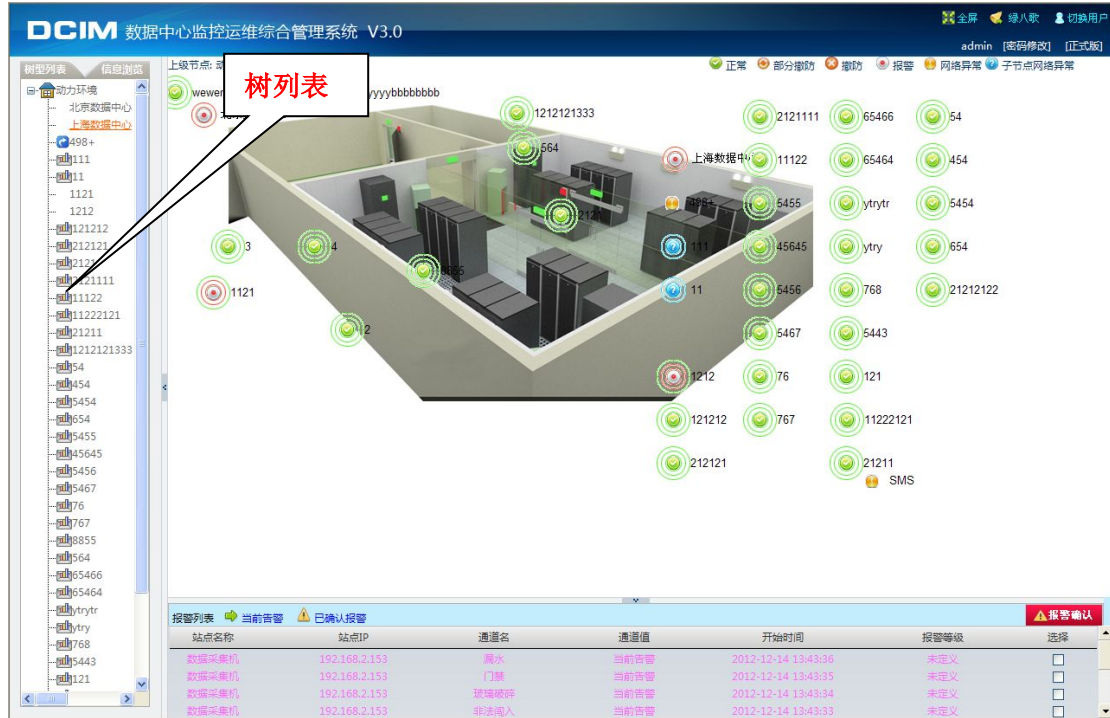 DCIM 数据中心监控运维综合管理系统 V3.0
全屏 绿八歌 切换用户
admin [密码修改] [正式版]
树型列表 信息浏览
动力环境
北京数据中心
上海数据中心
498+
111
11
1121
1212
121212
212121
2121
2121111
11122
11222121
21211
1212121333
54
454
5454
654
5455
45645
5456
5467
76
767
8855
564
65466
65464
ytrytr
ytry
768
5443
121
树列表
上级节点:
正常 部分撤防 撤防 报警 网络异常 子节点网络异常
1212121333
2121111 65466 54
564
上海数据中心 11122 65464 454
498+ 5455 ytrytr 5454
2121
3 4 111 45645 ytry 654
1121 11 5456 768 21212122
2 5467 5443
1212 76 121
121212 767 11222121
212121 21211
SMS
报警列表 当前告警 已确认报警 报警确认
站点名称 站点IP 通道名 通道值 开始时间 报警等级 选择
数据采集机 192.168.2.153 漏水 当前告警 2012-12-14 13:43:36 未定义
数据采集机 192.168.2.153 门禁 当前告警 2012-12-14 13:43:35 未定义
数据采集机 192.168.2.153 玻璃破碎 当前告警 2012-12-14 13:43:34 未定义
数据采集机 192.168.2.153 非法闯入 当前告警 2012-12-14 13:43:33 未定义